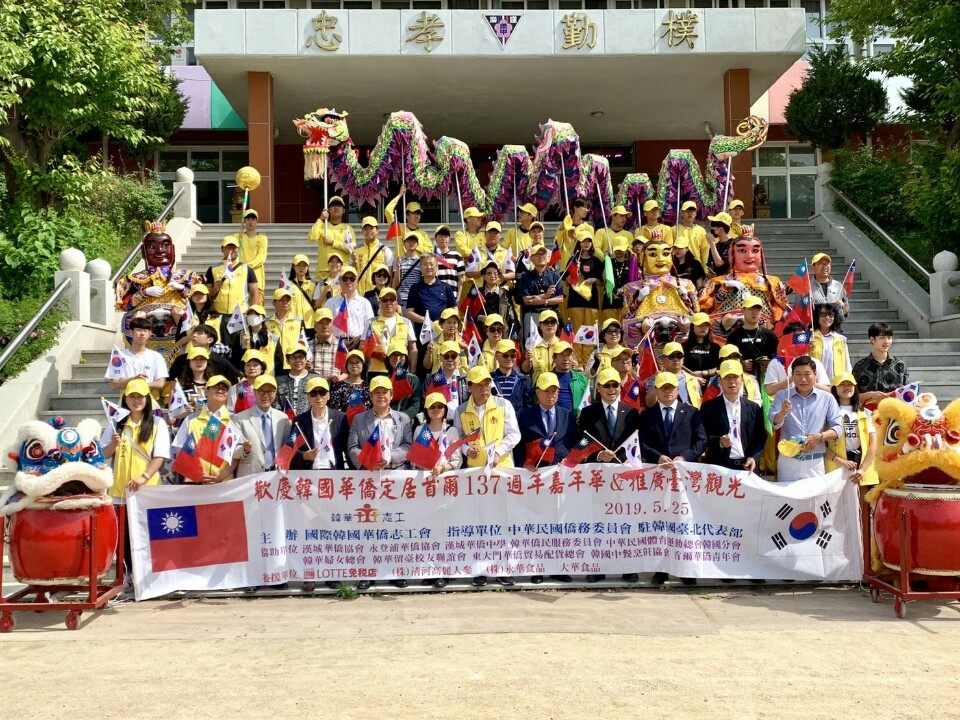 忠 孝 勤 樸
歡慶韓國華僑定居首爾137週年嘉年華&推廣臺灣觀光
2019.5.25
韓華志工
主辦 國際韓國華僑志工會 指導單位 中華民國僑務委員會 駐韓國臺北代表部
協助單位 漢城華僑協會 永登浦華僑協會 漢城華僑中學 韓華僑民服務委員會 中華民國體育運動總會韓國分會
韓華婦女總會 韓華留臺校友聯誼會 東大門華僑貿易配貨總會 韓國中餐烹飪協會 首爾華僑青年會
後援單位 LOTTE免税店 (株)清河高麗人參 (株)永華食品 大華食品